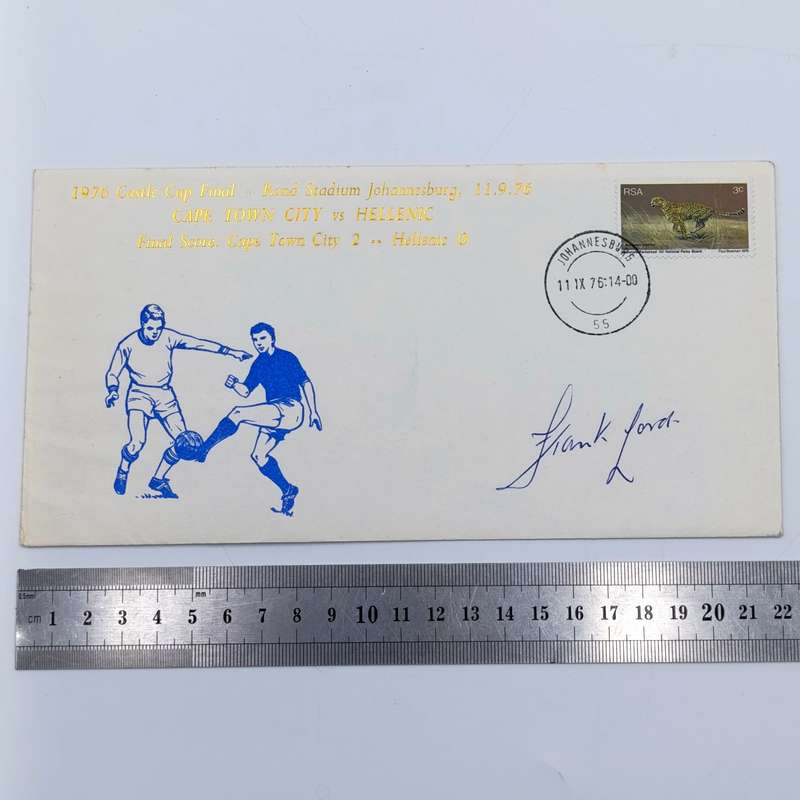 1976 Castle Cup Final - Rand Stadium Johannesburg, 11.9.76
CAPE TOWN CITY vs HELLENIC
Final Score. Cape Town City 2 -- Hellenic 0
RSA 3c
JOHANNESBURG
11 IX 76:14-00
55
Frank Lord
0.5mm
mm
cm 1 2 3 4 5 6 7 8 9 10 11 12 13 14 15 16 17 18 19 20 21 22